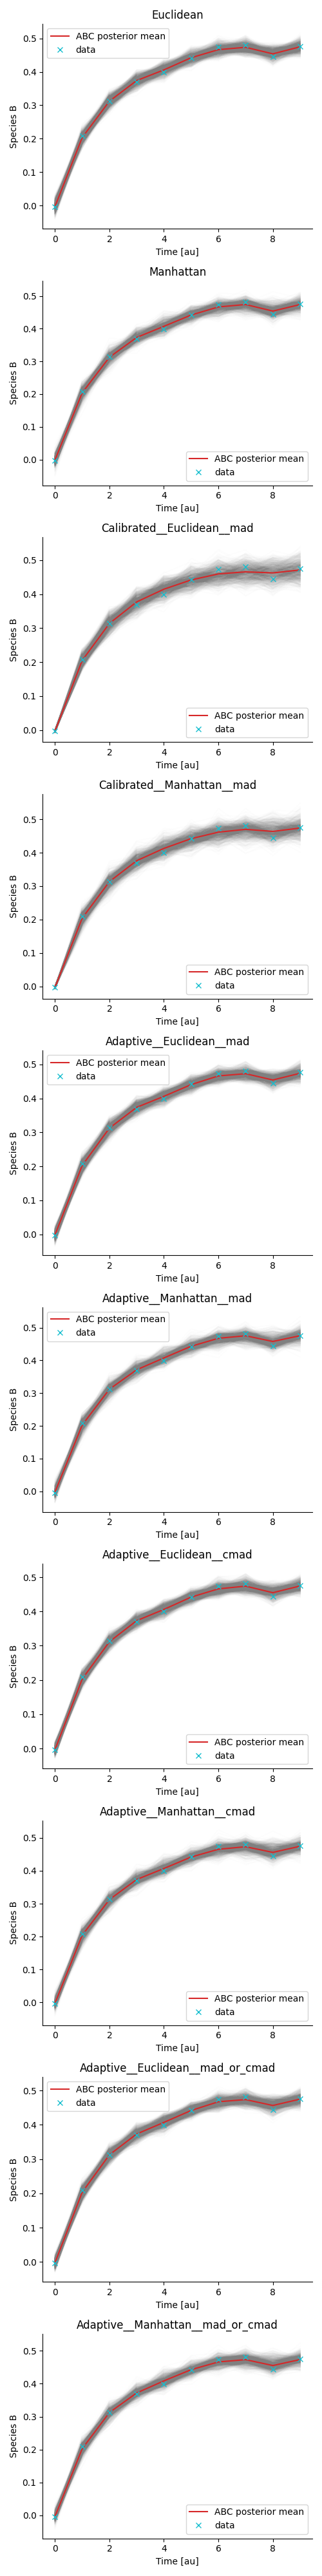 Euclidean
0.5
0.4
0.3
0.2
0.1
0.0
Species B
ABC posterior mean
data
0 2 4 6 8
Time [au]
Manhattan
0.5
0.4
0.3
0.2
0.1
0.0
Species B
ABC posterior mean
data
0 2 4 6 8
Time [au]
Calibrated__Euclidean__mad
0.5
0.4
0.3
0.2
0.1
0.0
Species B
ABC posterior mean
data
0 2 4 6 8
Time [au]
Calibrated__Manhattan__mad
0.5
0.4
0.3
0.2
0.1
0.0
Species B
ABC posterior mean
data
0 2 4 6 8
Time [au]
Adaptive__Euclidean__mad
0.5
0.4
0.3
0.2
0.1
0.0
Species B
ABC posterior mean
data
0 2 4 6 8
Time [au]
Adaptive__Manhattan__mad
0.5
0.4
0.3
0.2
0.1
0.0
Species B
ABC posterior mean
data
0 2 4 6 8
Time [au]
Adaptive__Euclidean__cmad
0.5
0.4
0.3
0.2
0.1
0.0
Species B
ABC posterior mean
data
0 2 4 6 8
Time [au]
Adaptive__Manhattan__cmad
0.5
0.4
0.3
0.2
0.1
0.0
Species B
ABC posterior mean
data
0 2 4 6 8
Time [au]
Adaptive__Euclidean__mad_or_cmad
0.5
0.4
0.3
0.2
0.1
0.0
Species B
ABC posterior mean
data
0 2 4 6 8
Time [au]
Adaptive__Manhattan__mad_or_cmad
0.5
0.4
0.3
0.2
0.1
0.0
Species B
ABC posterior mean
data
0 2 4 6 8
Time [au]